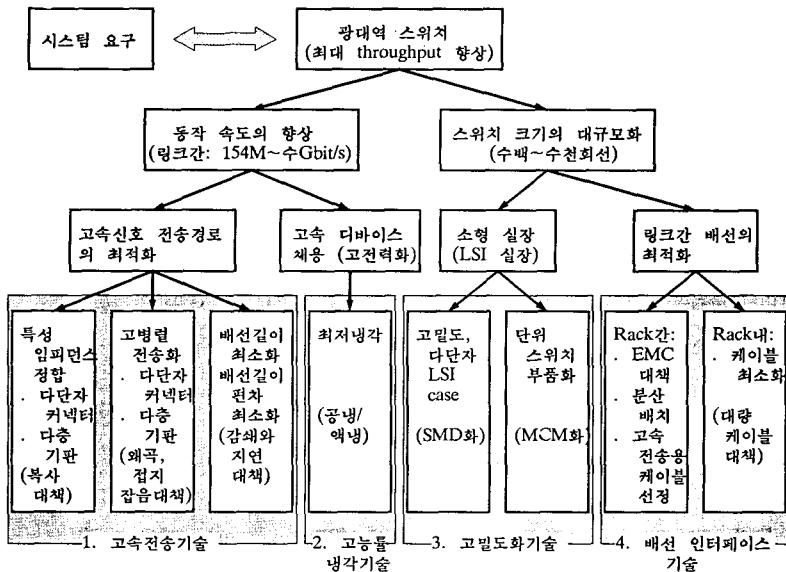 시스템 요구
광대역 스위치
(최대 throughput 향상)
동작 속도의 향상
(링크간: 154M~수Gbit/s)
스위치 크기의 대규모화
(수백~수천회선)
고속신호 전송경로
의 최적화
고속 디바이스
채용 (고전력화)
소형 실장
(LSI 실장)
링크간 배선의
최적화
특성
임피던스
정합
. 다단자
커넥터
. 다층
기판
(복사
대책)
고병렬
전송화
. 다단자
커넥터
. 다층
기판
(왜곡,
접지
잡음대책)
배선길이
최소화
배선길이
편차
최소화
(감쇄와
지연
대책)
최저냉각
(공냉/
액냉)
고밀도,
다단자
LSI
case
(SMD화)
단위
스위치
부품화
(MCM화)
Rack간:
. EMC
대책
. 분산
배치
. 고속
전송용
케이블
선정
Rack내:
. 케이블
최소화
(대량
케이블
대책)
1. 고속전송기술
2. 고능률
냉각기술
3. 고밀도화기술
4. 배선 인터페이스
기술